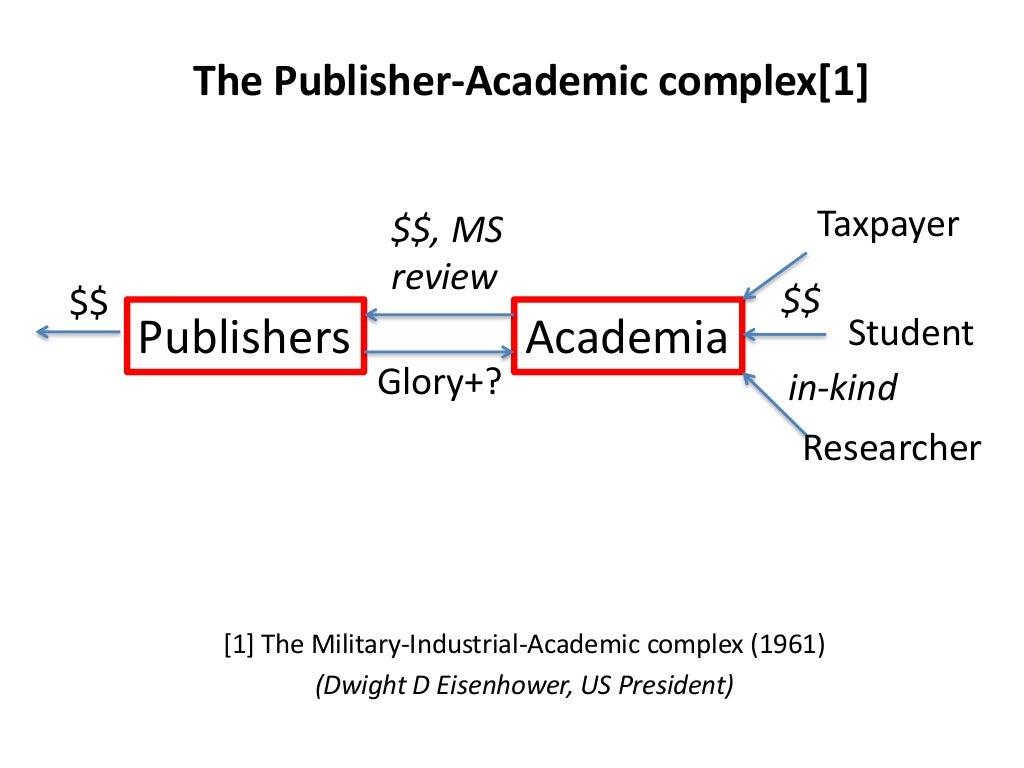 The Publisher-Academic complex[1]
$$, MS
review
Taxpayer
$$
$$
Publishers
Academia
Student
Glory+?
in-kind
Researcher
[1] The Military-Industrial-Academic complex (1961)
(Dwight D Eisenhower, US President)